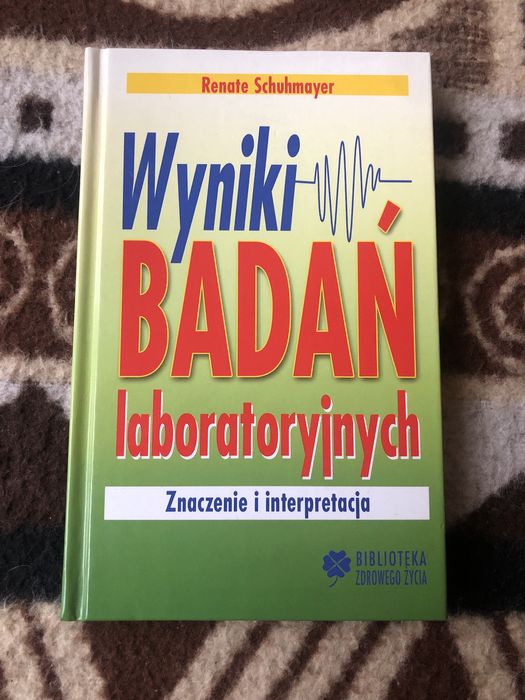 Renate Schuhmayer
Wyniki
BADAŃ
laboratoryjnych
Znaczenie i interpretacja
BIBLIOTEKA
ZDROWEGO ŻYCIA